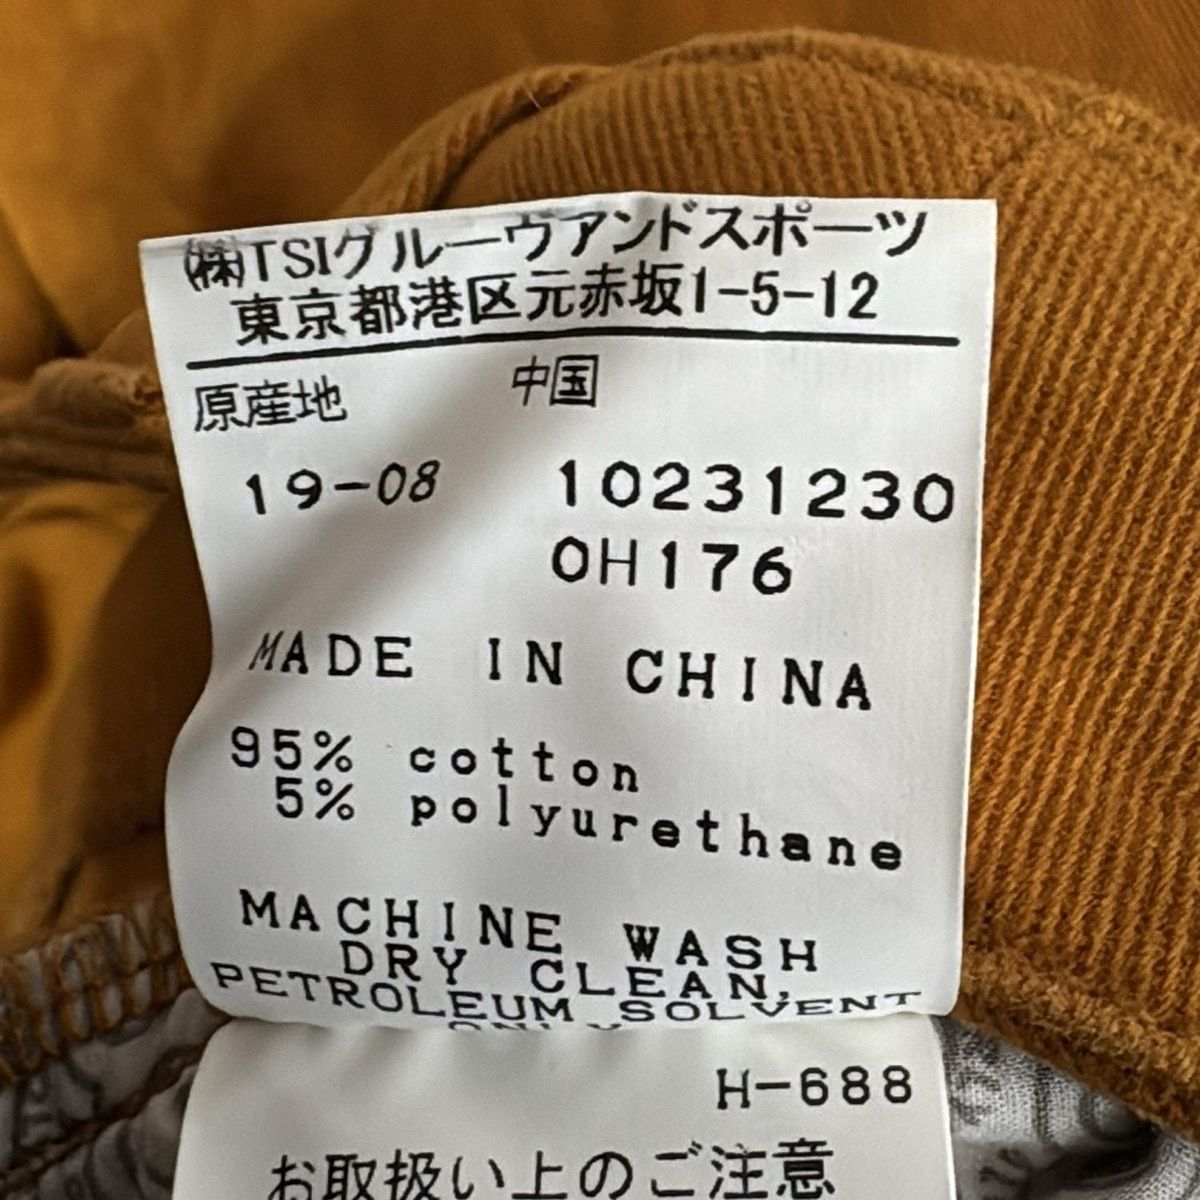 ㈱TSIグルーヴアンドスポーツ
東京都港区元赤坂1-5-12
原産地 中国
19-08 10231230
OH176
MADE IN CHINA
95% cotton
5% polyurethane
MACHINE WASH
DRY CLEAN,
PETROLEUM SOLVENT
ONLY
H-688
お取扱い上のご注意